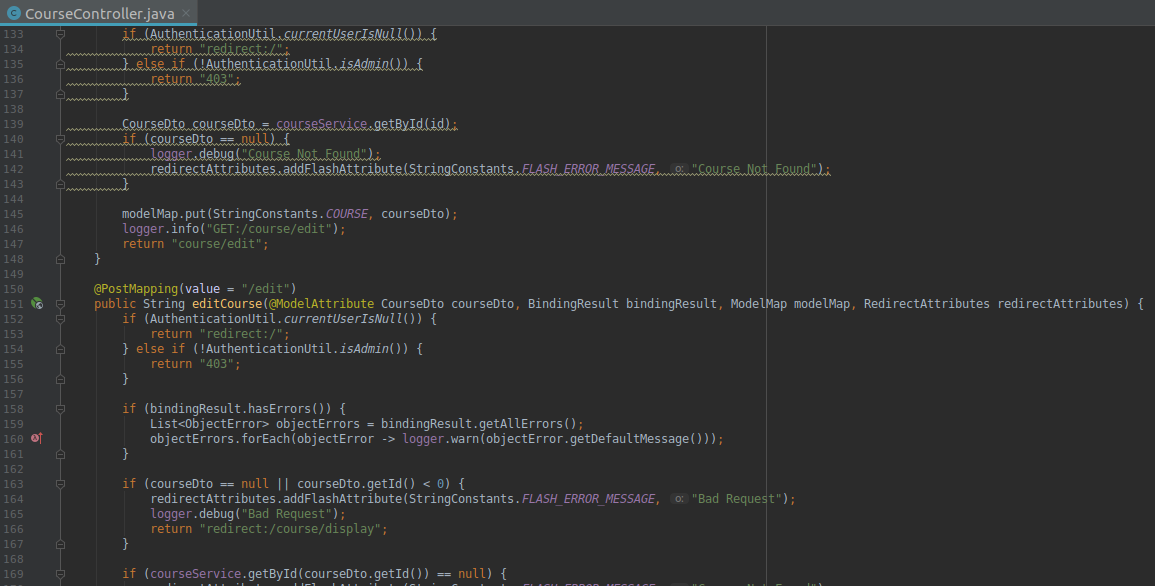 CourseController.java ×
133 if (AuthenticationUtil.currentUserIsNull()) {
134 return "redirect:/";
135 } else if (!AuthenticationUtil.isAdmin()) {
136 return "403";
137 }
138
139 CourseDto courseDto = courseService.getById(id);
140 if (courseDto == null) {
141 logger.debug("Course Not Found");
142 redirectAttributes.addFlashAttribute(StringConstants.FLASH_ERROR_MESSAGE, o: "Course Not Found");
143 }
144
145 modelMap.put(StringConstants.COURSE, courseDto);
146 logger.info("GET:/course/edit");
147 return "course/edit";
148 }
149
150 @PostMapping(value = "/edit")
151 public String editCourse(@ModelAttribute CourseDto courseDto, BindingResult bindingResult, ModelMap modelMap, RedirectAttributes redirectAttributes) {
152 if (AuthenticationUtil.currentUserIsNull()) {
153 return "redirect:/";
154 } else if (!AuthenticationUtil.isAdmin()) {
155 return "403";
156 }
157
158 if (bindingResult.hasErrors()) {
159 List<ObjectError> objectErrors = bindingResult.getAllErrors();
160 objectErrors.forEach(objectError -> logger.warn(objectError.getDefaultMessage()));
161 }
162
163 if (courseDto == null || courseDto.getId() < 0) {
164 redirectAttributes.addFlashAttribute(StringConstants.FLASH_ERROR_MESSAGE, o: "Bad Request");
165 logger.debug("Bad Request");
166 return "redirect:/course/display";
167 }
168
169 if (courseService.getById(courseDto.getId()) == null) {